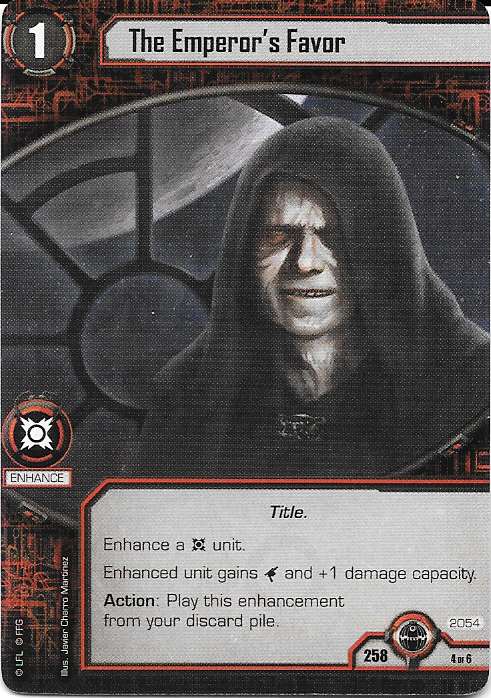 1
The Emperor's Favor
ENHANCE
Title.
Enhance a unit.
Enhanced unit gains and +1 damage capacity.
Action: Play this enhancement
from your discard pile.
2054
258
4 of 6
© LFL © FFG
Illus. Javier Charro Martínez